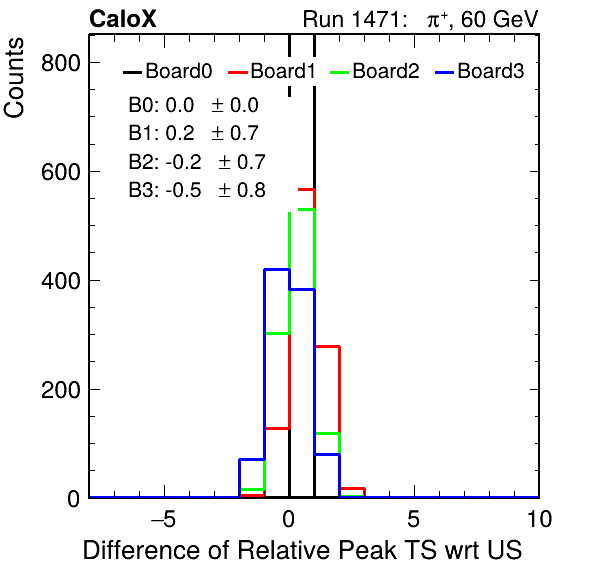 CaloX Run 1471: π⁺, 60 GeV
Counts
Board0 Board1 Board2 Board3
B0: 0.0 ± 0.0
B1: 0.2 ± 0.7
B2: -0.2 ± 0.7
B3: -0.5 ± 0.8
800
600
400
200
0
−5 0 5 10
Difference of Relative Peak TS wrt US